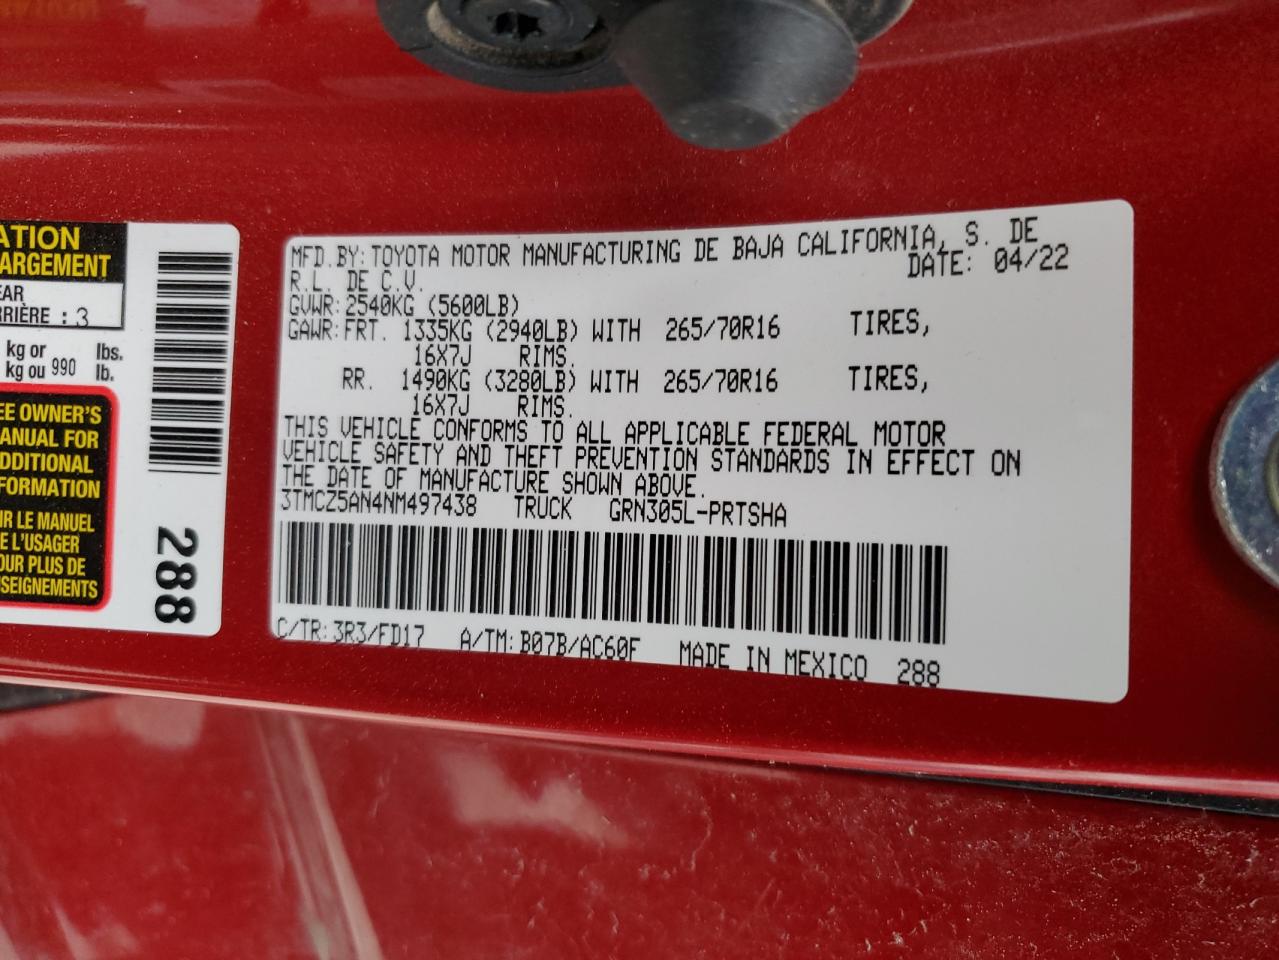 ATION
ARGEMENT
EAR
RRIÈRE : 3
kg or lbs.
kg ou 990 lb.
EE OWNER'S
ANUAL FOR
DDITIONAL
FORMATION
IR LE MANUEL
E L'USAGER
OUR PLUS DE
SEIGNEMENTS
288
MFD. BY: TOYOTA MOTOR MANUFACTURING DE BAJA CALIFORNIA, S. DE
R.L. DE C.V. DATE: 04/22
GVWR: 2540KG (5600LB)
GAWR: FRT. 1335KG (2940LB) WITH 265/70R16 TIRES,
16X7J RIMS.
RR. 1490KG (3280LB) WITH 265/70R16 TIRES,
16X7J RIMS.
THIS VEHICLE CONFORMS TO ALL APPLICABLE FEDERAL MOTOR
VEHICLE SAFETY AND THEFT PREVENTION STANDARDS IN EFFECT ON
THE DATE OF MANUFACTURE SHOWN ABOVE.
3TMCZ5AN4NM497438 TRUCK GRN305L-PRTSHA
C/TR: 3R3/FD17 A/TM: B07B/AC60F MADE IN MEXICO 288